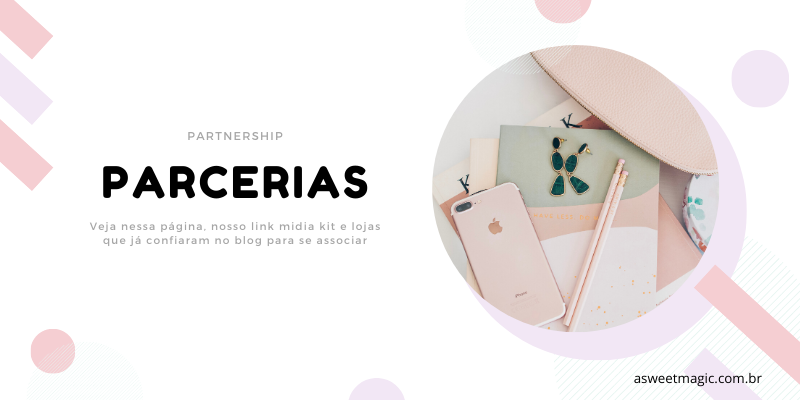 PARTNERSHIP
PARCERIAS
Veja nessa página, nosso link midia kit e lojas
que já confiaram no blog para se associar
K
K
iPhone
asweetmagic.com.br